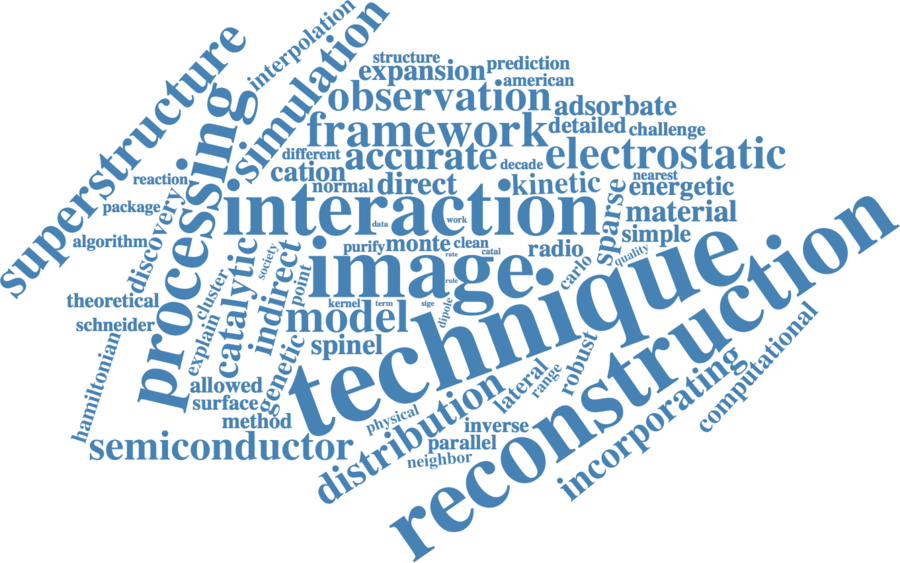 superstructure
processing
interpolation
simulation
structure
expansion
prediction
american
observation
adsorbate
framework
detailed
challenge
different
accurate
decade
electrostatic
cation
normal
direct
kinetic
nearest
energetic
reaction
package
discovery
algorithm
interaction
data
work
sparse
material
simple
purify
monte
clean
rate
catal
radio
carlo
quality
theoretical
schneider
hamiltonian
explain
cluster
catalytic
society
indirect
point
image
rule
kernel
term
sige
dipole
model
spinel
technique
reconstruction
allowed
surface
method
genetic
semiconductor
physical
distribution
lateral
range
robust
inverse
parallel
neighbor
incorporating
computational